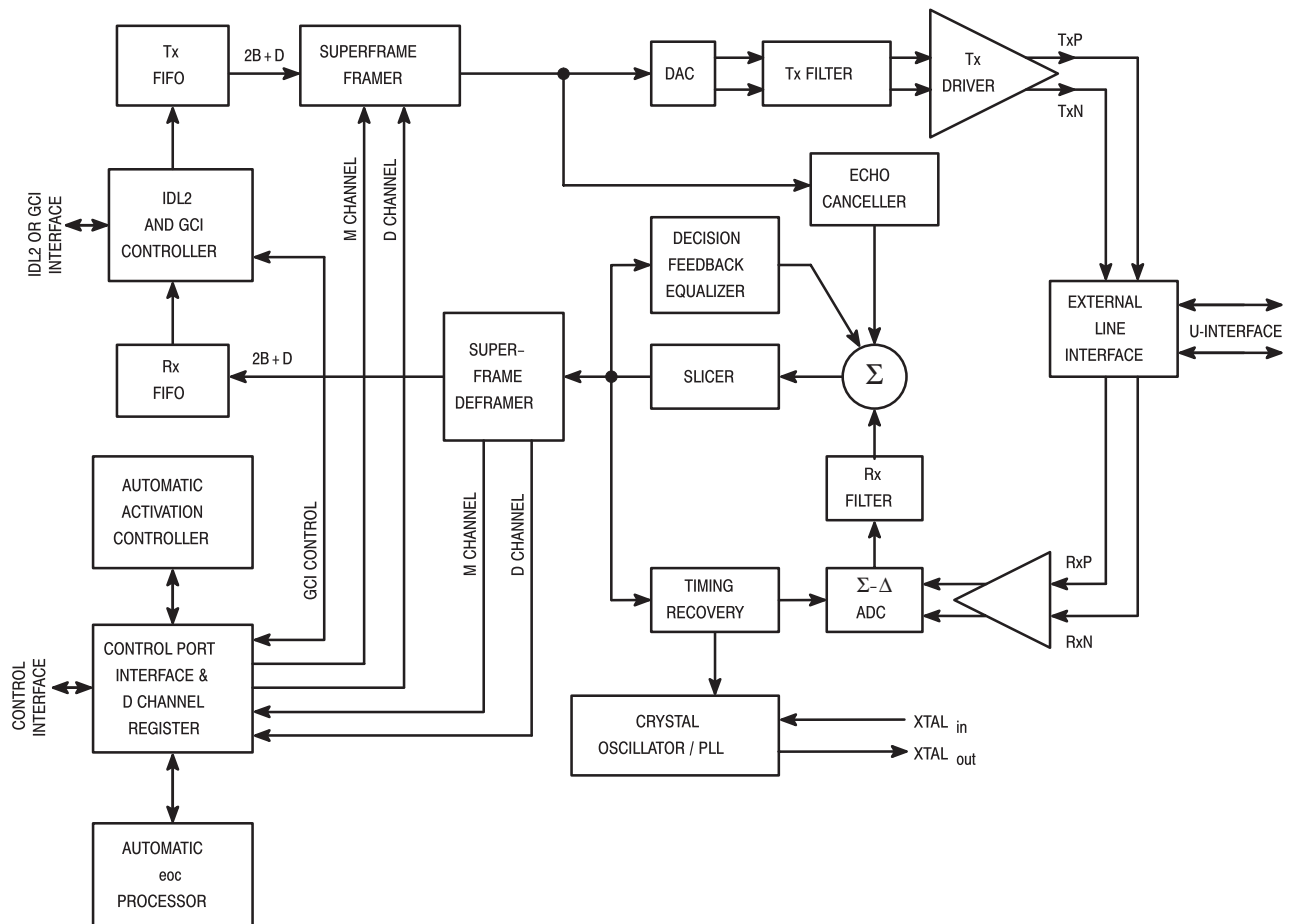 Tx
FIFO
2B + D
SUPERFRAME
FRAMER
DAC
Tx FILTER
Tx
DRIVER
TxP
TxN
IDL2 OR GCI
INTERFACE
IDL2
AND GCI
CONTROLLER
M CHANNEL
D CHANNEL
ECHO
CANCELLER
DECISION
FEEDBACK
EQUALIZER
EXTERNAL
LINE
INTERFACE
U-INTERFACE
Rx
FIFO
2B + D
SUPER–
FRAME
DEFRAMER
SLICER
Σ
Rx
FILTER
AUTOMATIC
ACTIVATION
CONTROLLER
GCI CONTROL
M CHANNEL
D CHANNEL
TIMING
RECOVERY
Σ–Δ
ADC
RxP
RxN
CONTROL
INTERFACE
CONTROL PORT
INTERFACE &
D CHANNEL
REGISTER
CRYSTAL
OSCILLATOR / PLL
XTAL in
XTAL out
AUTOMATIC
eoc
PROCESSOR